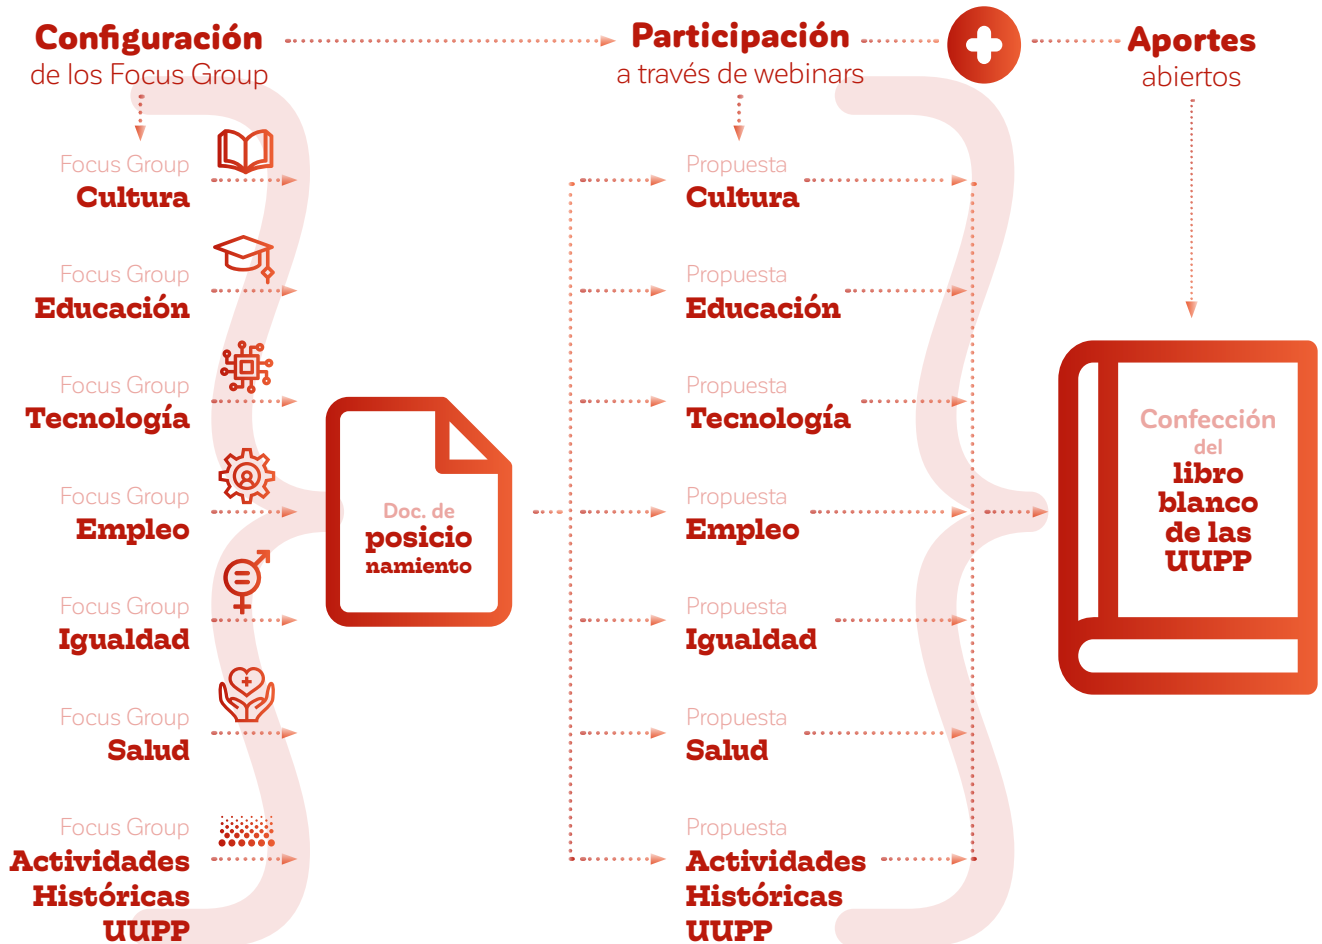 Configuración
de los Focus Group
Participación
a través de webinars
Aportes
abiertos
Focus Group
Cultura
Focus Group
Educación
Focus Group
Tecnología
Focus Group
Empleo
Focus Group
Igualdad
Focus Group
Salud
Focus Group
Actividades
Históricas
UUPP
Doc. de
posicio
namiento
Propuesta
Cultura
Propuesta
Educación
Propuesta
Tecnología
Propuesta
Empleo
Propuesta
Igualdad
Propuesta
Salud
Propuesta
Actividades
Históricas
UUPP
Confección
del
libro
blanco
de las
UUPP